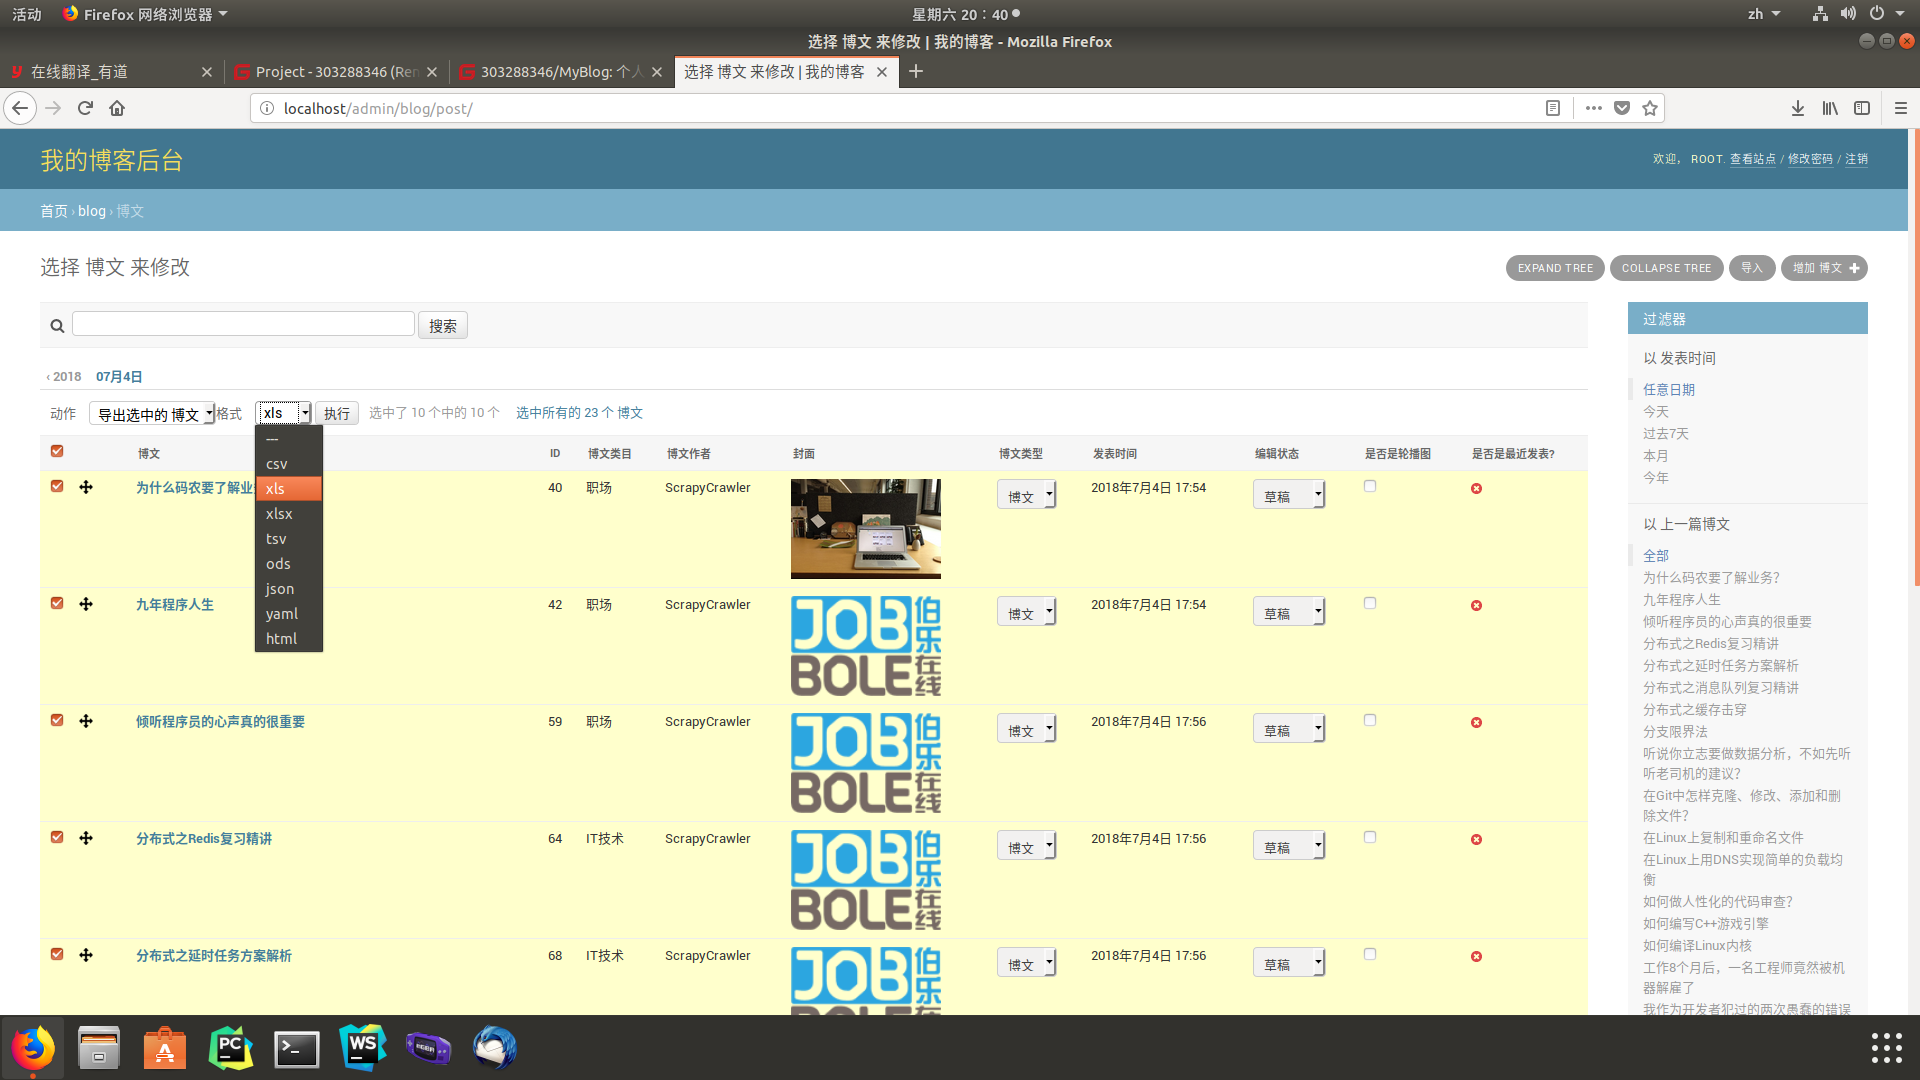 活动
Firefox 网络浏览器
星期六 20：40
zh
选择 博文 来修改 | 我的博客 - Mozilla Firefox
在线翻译_有道
Project - 303288346 (Ren
303288346/MyBlog: 个人
选择 博文 来修改 | 我的博客
localhost/admin/blog/post/
我的博客后台
欢迎， ROOT. 查看站点 / 修改密码 / 注销
首页 › blog › 博文
选择 博文 来修改
EXPAND TREE
COLLAPSE TREE
导入
增加 博文
搜索
‹ 2018 07月4日
动作 导出选中的 博文 格式 xls 执行 选中了 10 个中的 10 个 选中所有的 23 个 博文
---
csv
xls
xlsx
tsv
ods
json
yaml
html
博文 ID 博文类目 博文作者 封面 博文类型 发表时间 编辑状态 是否是轮播图 是否是最近发表?
为什么码农要了解业 40 职场 ScrapyCrawler 博文 2018年7月4日 17:54 草稿
九年程序人生 42 职场 ScrapyCrawler JOB BOLE 伯乐在线 博文 2018年7月4日 17:54 草稿
倾听程序员的心声真的很重要 59 职场 ScrapyCrawler JOB BOLE 伯乐在线 博文 2018年7月4日 17:56 草稿
分布式之Redis复习精讲 64 IT技术 ScrapyCrawler JOB BOLE 伯乐在线 博文 2018年7月4日 17:56 草稿
分布式之延时任务方案解析 68 IT技术 ScrapyCrawler JOB 伯乐 博文 2018年7月4日 17:56 草稿
过滤器
以 发表时间
任意日期
今天
过去7天
本月
今年
以 上一篇博文
全部
为什么码农要了解业务？
九年程序人生
倾听程序员的心声真的很重要
分布式之Redis复习精讲
分布式之延时任务方案解析
分布式之消息队列复习精讲
分布式之缓存击穿
分支限界法
听说你立志要做数据分析，不如先听
听老司机的建议？
在Git中怎样克隆、修改、添加和删
除文件？
在Linux上复制和重命名文件
在Linux上用DNS实现简单的负载均
衡
如何做人性化的代码审查？
如何编写C++游戏引擎
如何编译Linux内核
工作8个月后，一名工程师竟然被机
器解雇了
我作为开发者犯过的两次愚蠢的错误
PC
WS